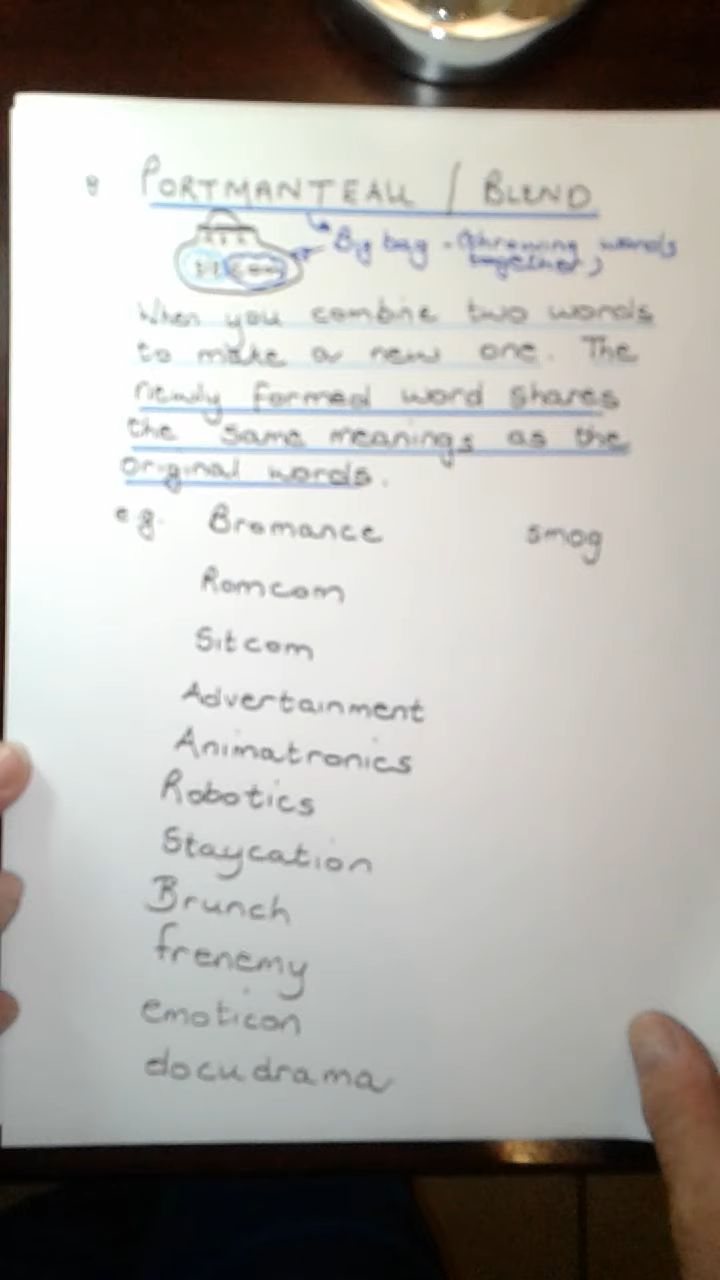 PORTMANTEAU / BLEND
Big bag - (throwing words
together)
When you combine two words
to make a new one. The
newly formed word shares
the same meanings as the
original words.
e.g. Bromance smog
Romcom
Sitcom
Advertainment
Animatronics
Robotics
Staycation
Brunch
frenemy
emoticon
docudrama